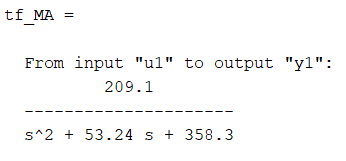 tf_MA =
From input "u1" to output "y1":
209.1
---------------------
s^2 + 53.24 s + 358.3